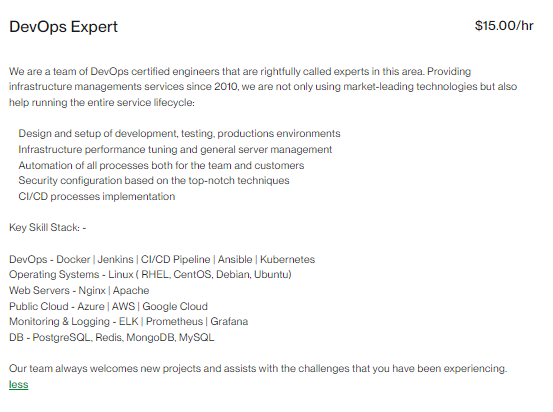 DevOps Expert
$15.00/hr
We are a team of DevOps certified engineers that are rightfully called experts in this area. Providing
infrastructure managements services since 2010, we are not only using market-leading technologies but also
help running the entire service lifecycle:
Design and setup of development, testing, productions environments
Infrastructure performance tuning and general server management
Automation of all processes both for the team and customers
Security configuration based on the top-notch techniques
CI/CD processes implementation
Key Skill Stack: -
DevOps - Docker | Jenkins | CI/CD Pipeline | Ansible | Kubernetes
Operating Systems - Linux ( RHEL, CentOS, Debian, Ubuntu)
Web Servers - Nginx | Apache
Public Cloud - Azure | AWS | Google Cloud
Monitoring & Logging - ELK | Prometheus | Grafana
DB - PostgreSQL, Redis, MongoDB, MySQL
Our team always welcomes new projects and assists with the challenges that you have been experiencing.
less